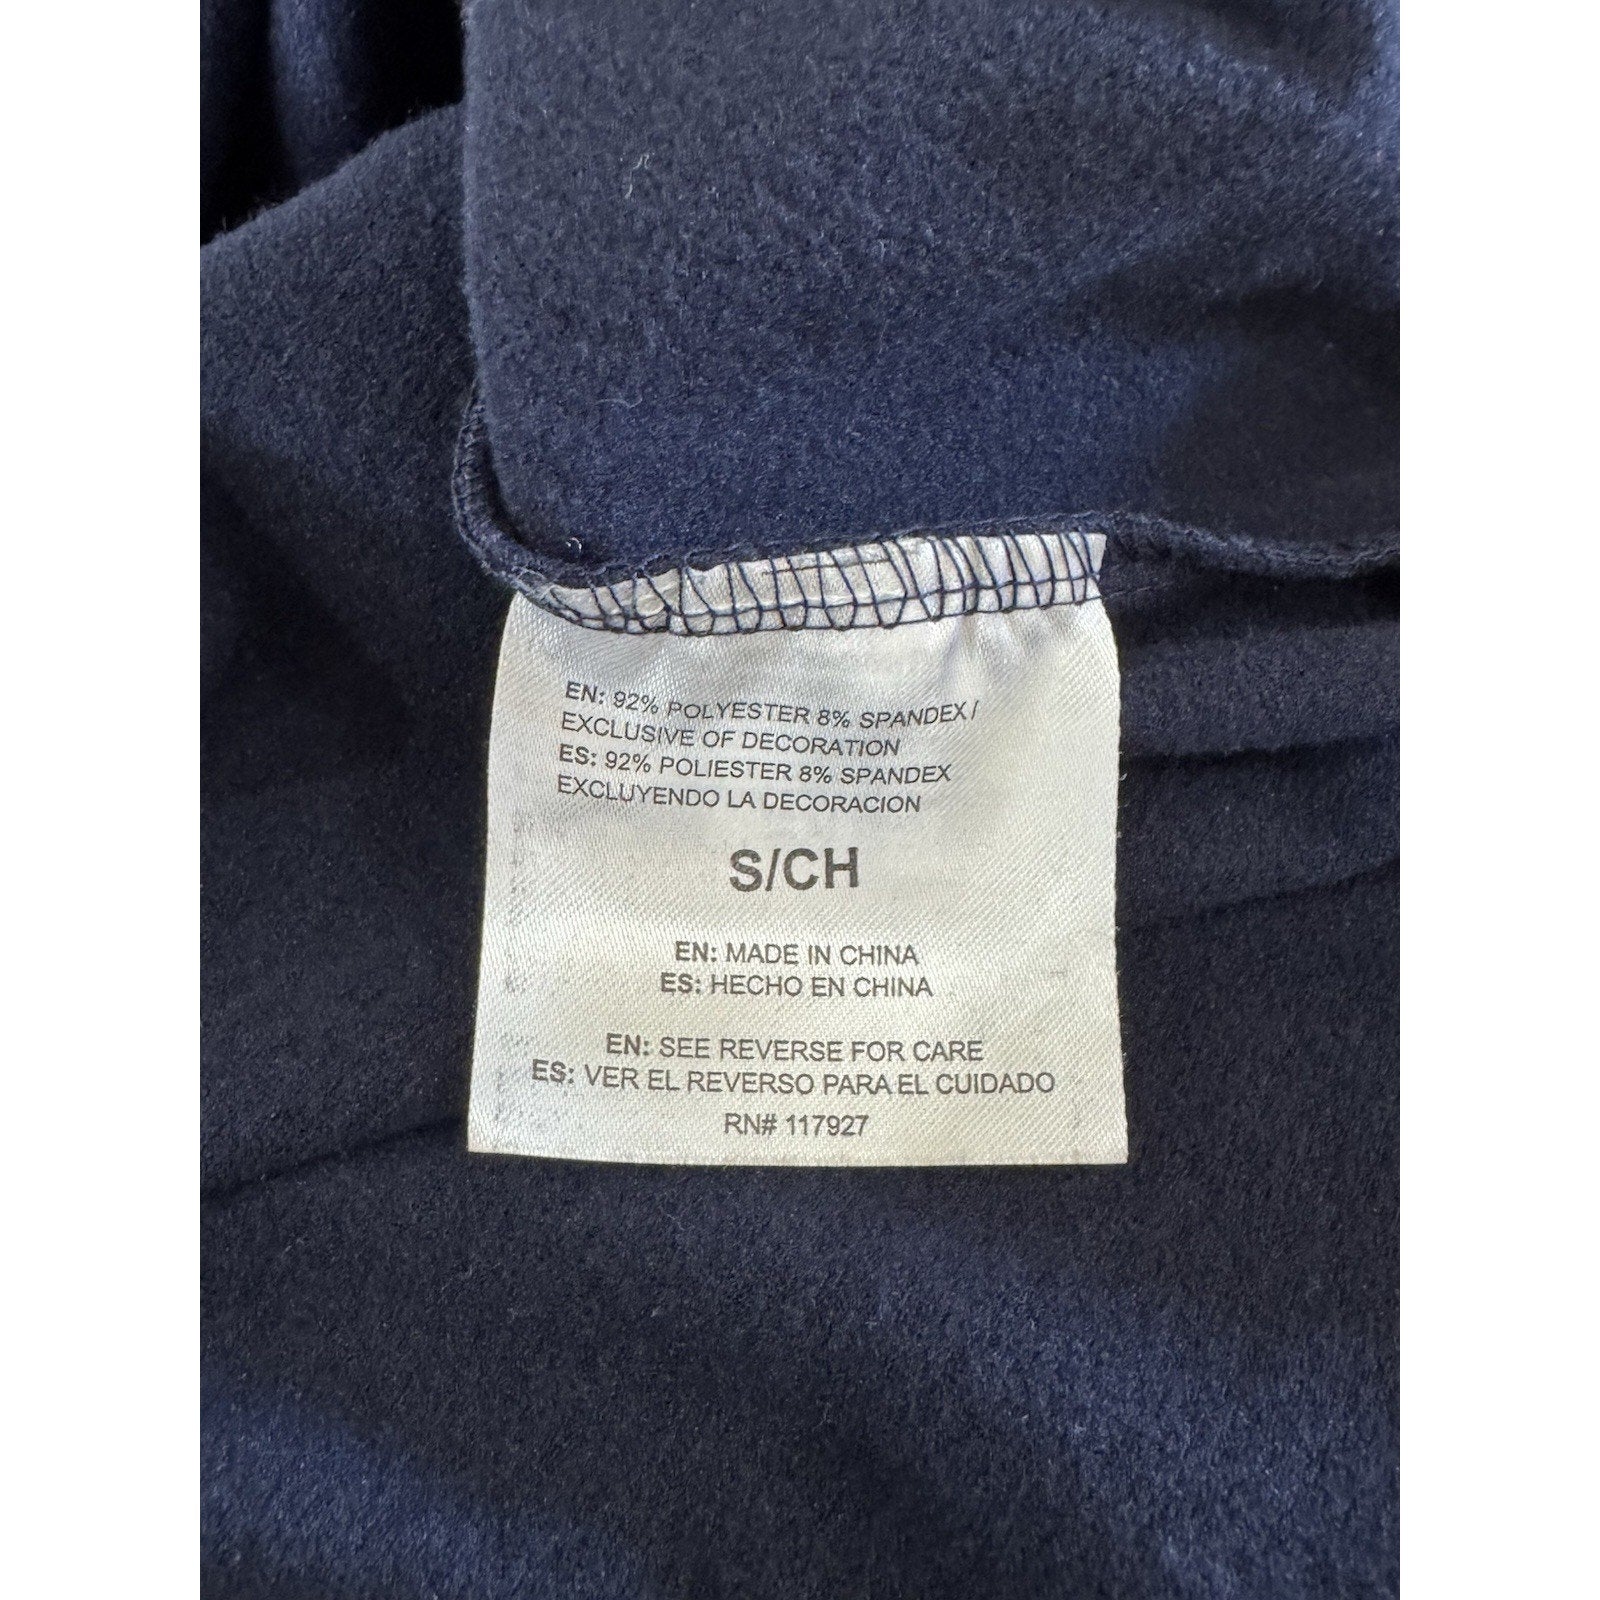 EN: 92% POLYESTER 8% SPANDEX/
EXCLUSIVE OF DECORATION
ES: 92% POLIESTER 8% SPANDEX
EXCLUYENDO LA DECORACION
S/CH
EN: MADE IN CHINA
ES: HECHO EN CHINA
EN: SEE REVERSE FOR CARE
ES: VER EL REVERSO PARA EL CUIDADO
RN# 117927